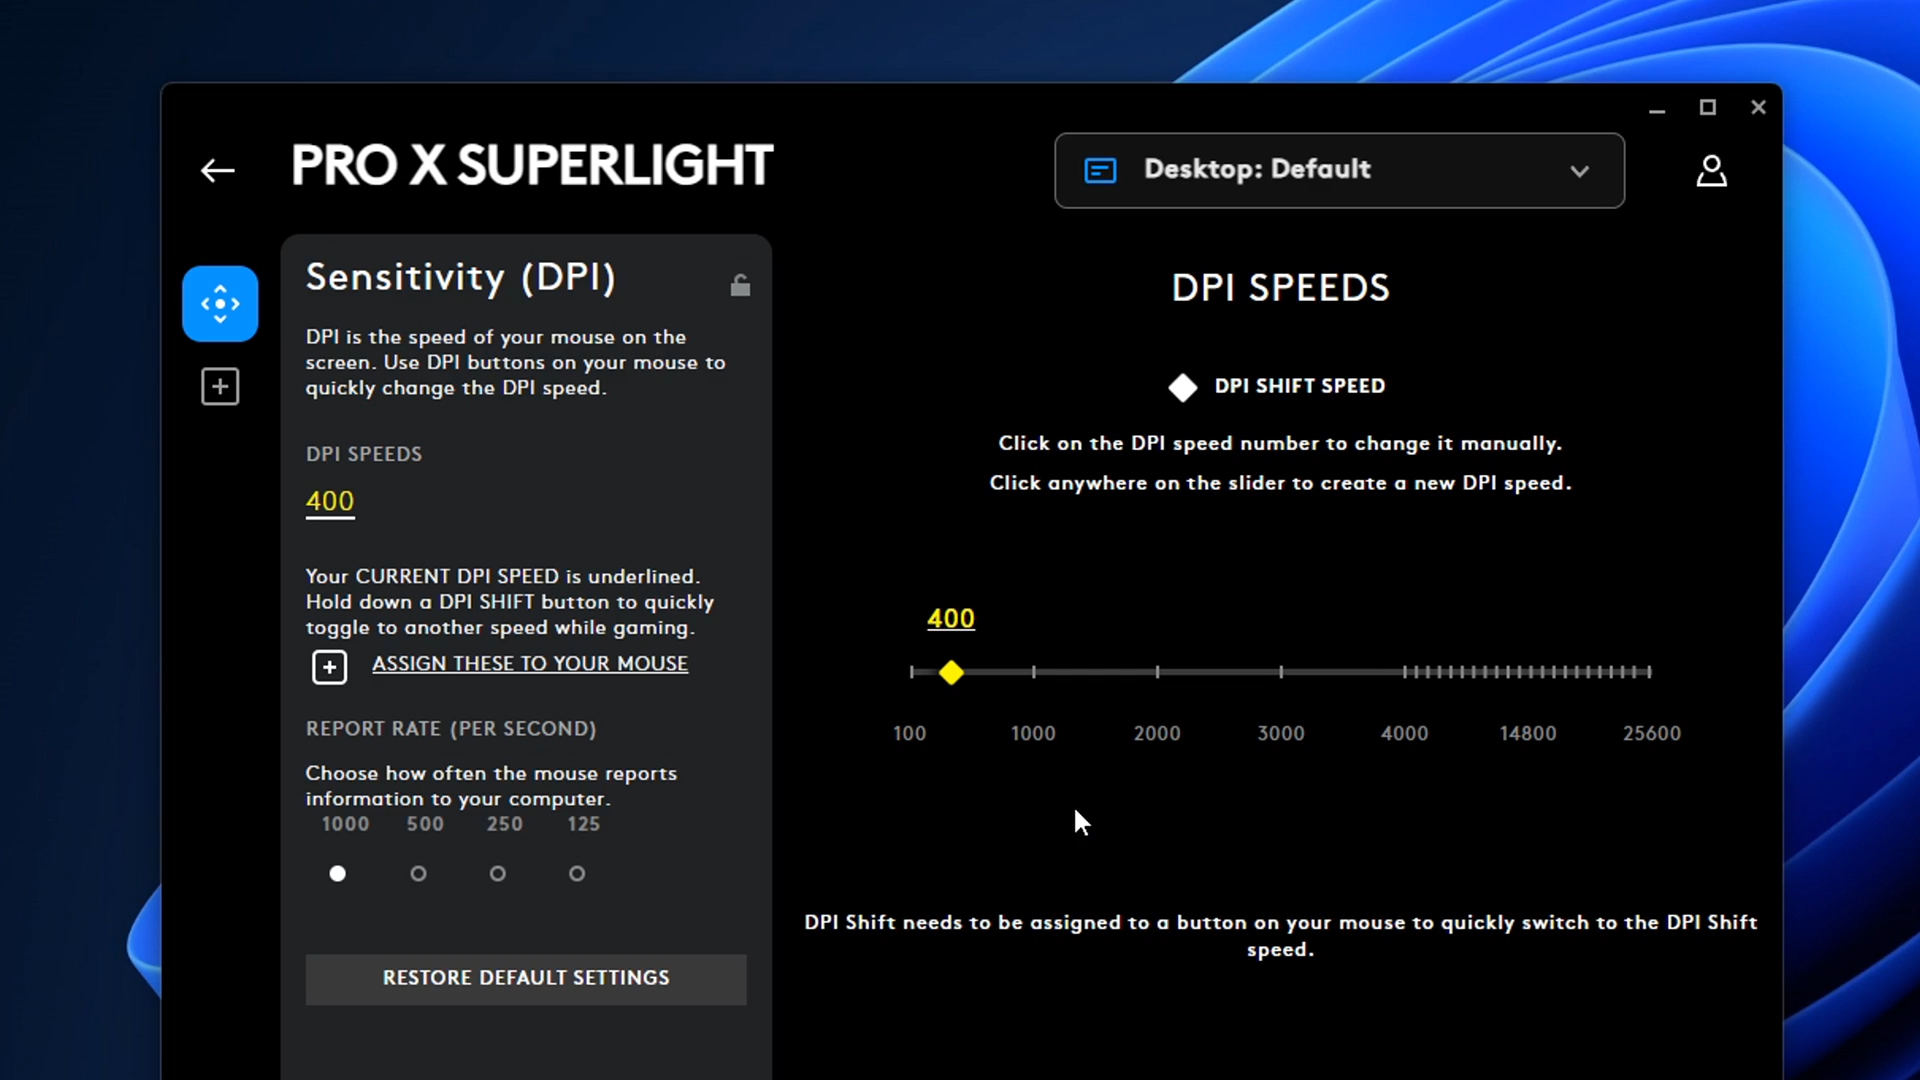 PRO X SUPERLIGHT
Desktop: Default
Sensitivity (DPI)
DPI is the speed of your mouse on the
screen. Use DPI buttons on your mouse to
quickly change the DPI speed.
DPI SPEEDS
400
Your CURRENT DPI SPEED is underlined.
Hold down a DPI SHIFT button to quickly
toggle to another speed while gaming.
ASSIGN THESE TO YOUR MOUSE
REPORT RATE (PER SECOND)
Choose how often the mouse reports
information to your computer.
1000 500 250 125
RESTORE DEFAULT SETTINGS
DPI SPEEDS
DPI SHIFT SPEED
Click on the DPI speed number to change it manually.
Click anywhere on the slider to create a new DPI speed.
400
100 1000 2000 3000 4000 14800 25600
DPI Shift needs to be assigned to a button on your mouse to quickly switch to the DPI Shift
speed.